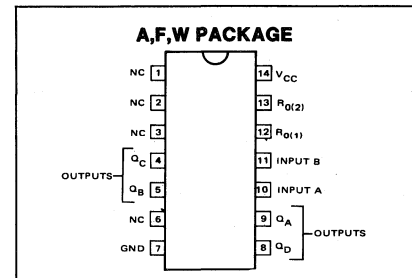 A,F,W PACKAGE
NC 1 14 VCC
NC 2 13 R0(2)
NC 3 12 R0(1)
QC 4 11 INPUT B
OUTPUTS
QB 5 10 INPUT A
NC 6 9 QA
OUTPUTS
GND 7 8 QD